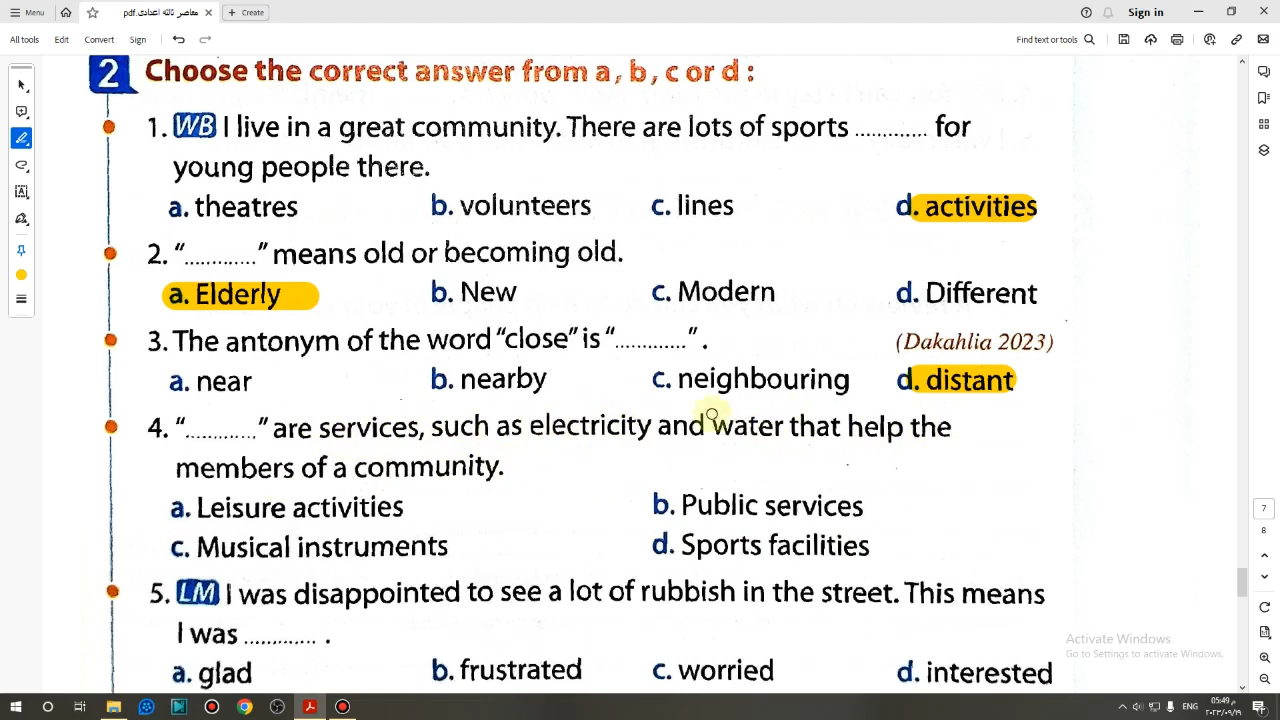 Menu
معاصر تالته اعدادى.pdf
Create
Sign in
All tools Edit Convert Sign
Find text or tools
2 Choose the correct answer from a, b, c or d :
1. WB I live in a great community. There are lots of sports ............. for
young people there.
a. theatres b. volunteers c. lines d. activities
2. “.............” means old or becoming old.
a. Elderly b. New c. Modern d. Different
3. The antonym of the word “close” is “.............” . (Dakahlia 2023)
a. near b. nearby c. neighbouring d. distant
4. “.............” are services, such as electricity and water that help the
members of a community.
a. Leisure activities b. Public services
c. Musical instruments d. Sports facilities
5. LM I was disappointed to see a lot of rubbish in the street. This means
I was ............. .
a. glad b. frustrated c. worried d. interested
7
8
Activate Windows
Go to Settings to activate Windows.
05:49 م
٢٠٢٣/٠٩/١٩